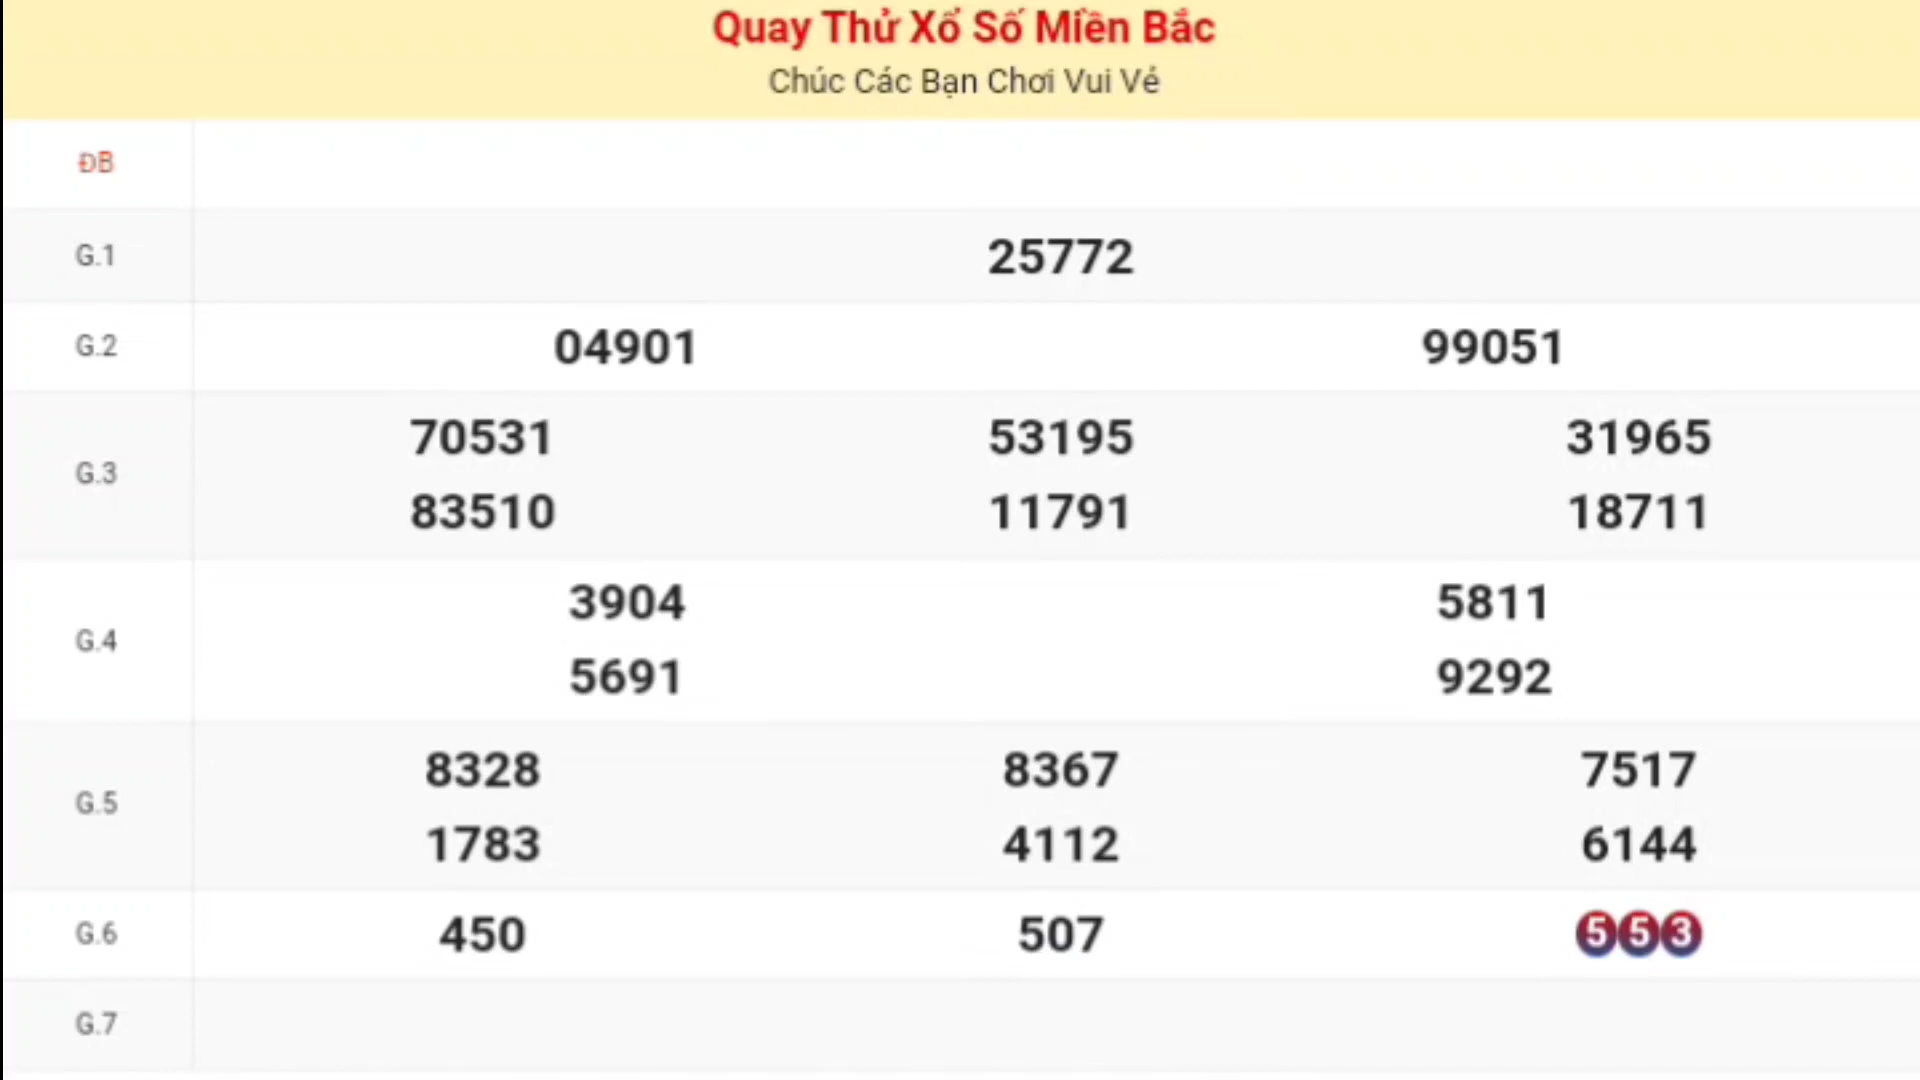 Quay Thử Xổ Số Miền Bắc
Chúc Các Bạn Chơi Vui Vẻ
ĐB
G.1 25772
G.2 04901 99051
G.3 70531 53195 31965
83510 11791 18711
G.4 3904 5811
5691 9292
G.5 8328 8367 7517
1783 4112 6144
G.6 450 507 553
G.7